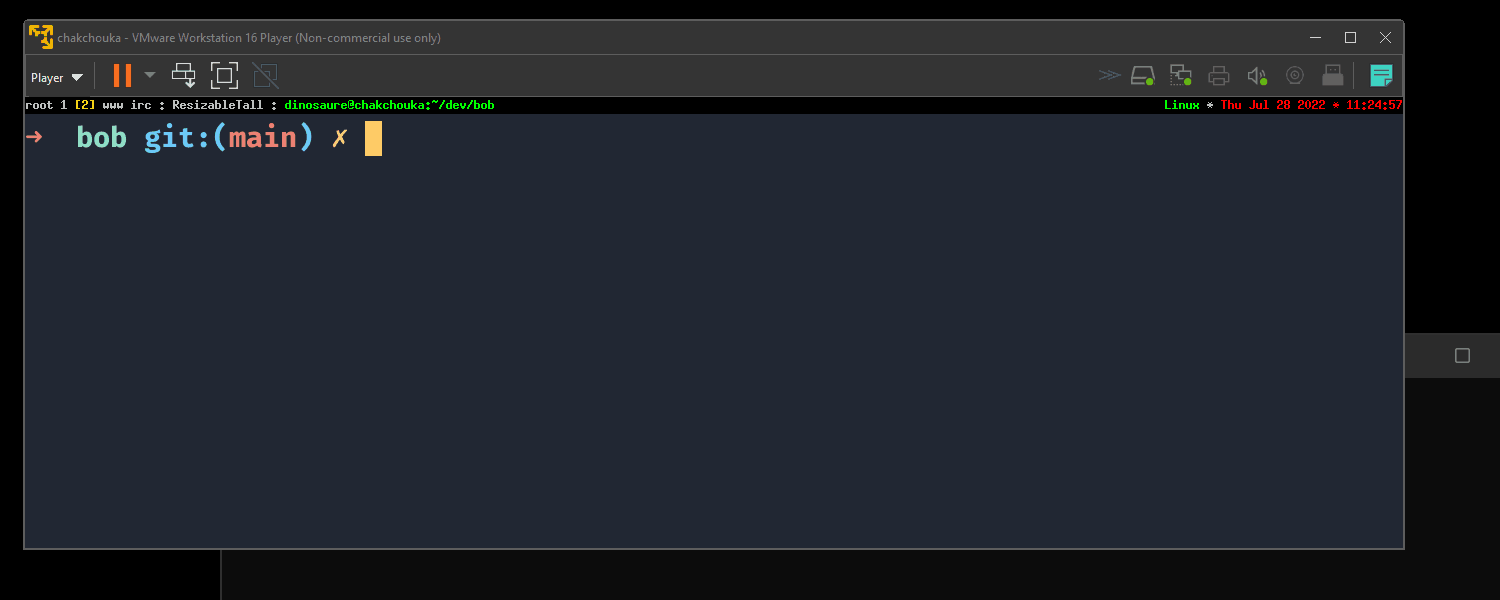 chakchouka - VMware Workstation 16 Player (Non-commercial use only)
Player
root 1 [2] www irc : ResizableTall : dinosaure@chakchouka:~/dev/bob Linux * Thu Jul 28 2022 * 11:24:57
➜ bob git:(main) ✗